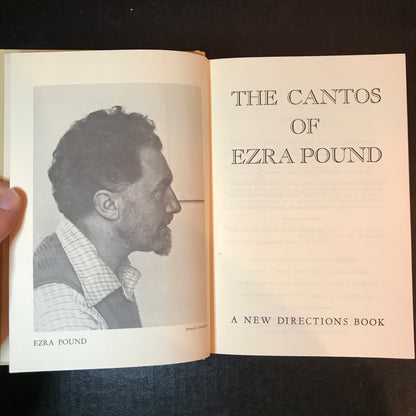 EZRA POUND
THE CANTOS
OF
EZRA POUND
A NEW DIRECTIONS BOOK